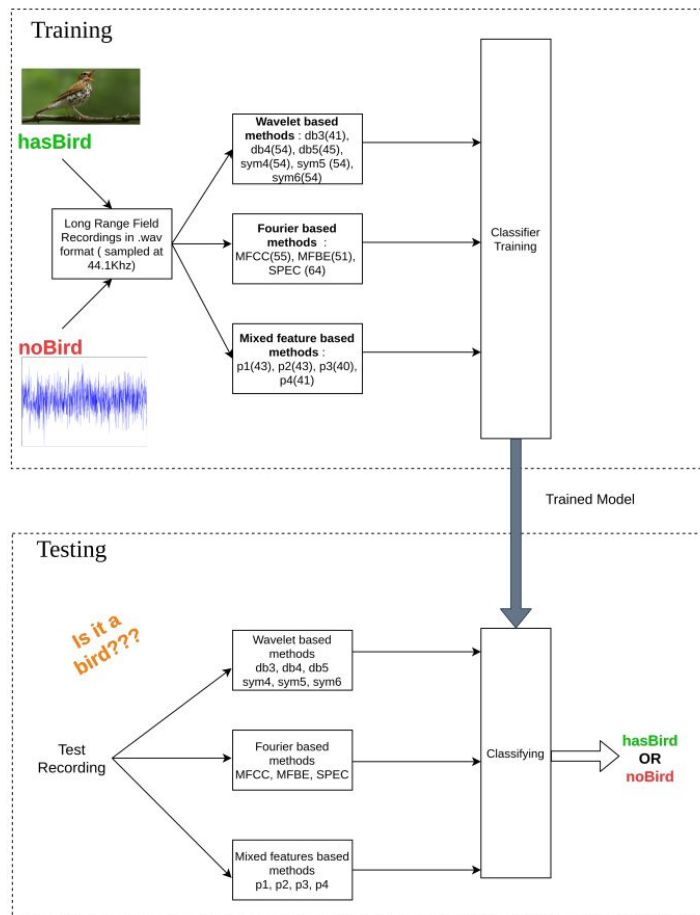 Training
hasBird
Long Range Field
Recordings in .wav
format ( sampled at
44.1Khz)
noBird
Wavelet based
methods : db3(41),
db4(54), db5(45),
sym4(54), sym5 (54),
sym6(54)
Fourier based
methods :
MFCC(55), MFBE(51),
SPEC (64)
Mixed feature based
methods :
p1(43), p2(43), p3(40),
p4(41)
Classifier
Training
Trained Model
Testing
Is it a
bird???
Test
Recording
Wavelet based
methods
db3, db4, db5
sym4, sym5, sym6
Fourier based
methods
MFCC, MFBE, SPEC
Mixed features based
methods
p1, p2, p3, p4
Classifying
hasBird
OR
noBird